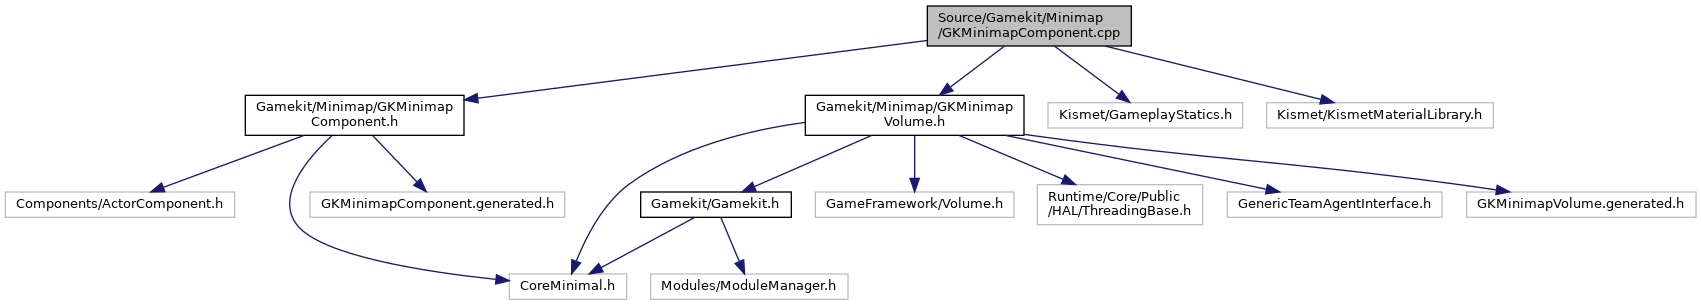 Source/Gamekit/Minimap
/GKMinimapComponent.cpp
Gamekit/Minimap/GKMinimap
Component.h
Gamekit/Minimap/GKMinimap
Volume.h
Kismet/GameplayStatics.h
Kismet/KismetMaterialLibrary.h
Components/ActorComponent.h
GKMinimapComponent.generated.h
Gamekit/Gamekit.h
GameFramework/Volume.h
Runtime/Core/Public
/HAL/ThreadingBase.h
GenericTeamAgentInterface.h
GKMinimapVolume.generated.h
CoreMinimal.h
Modules/ModuleManager.h